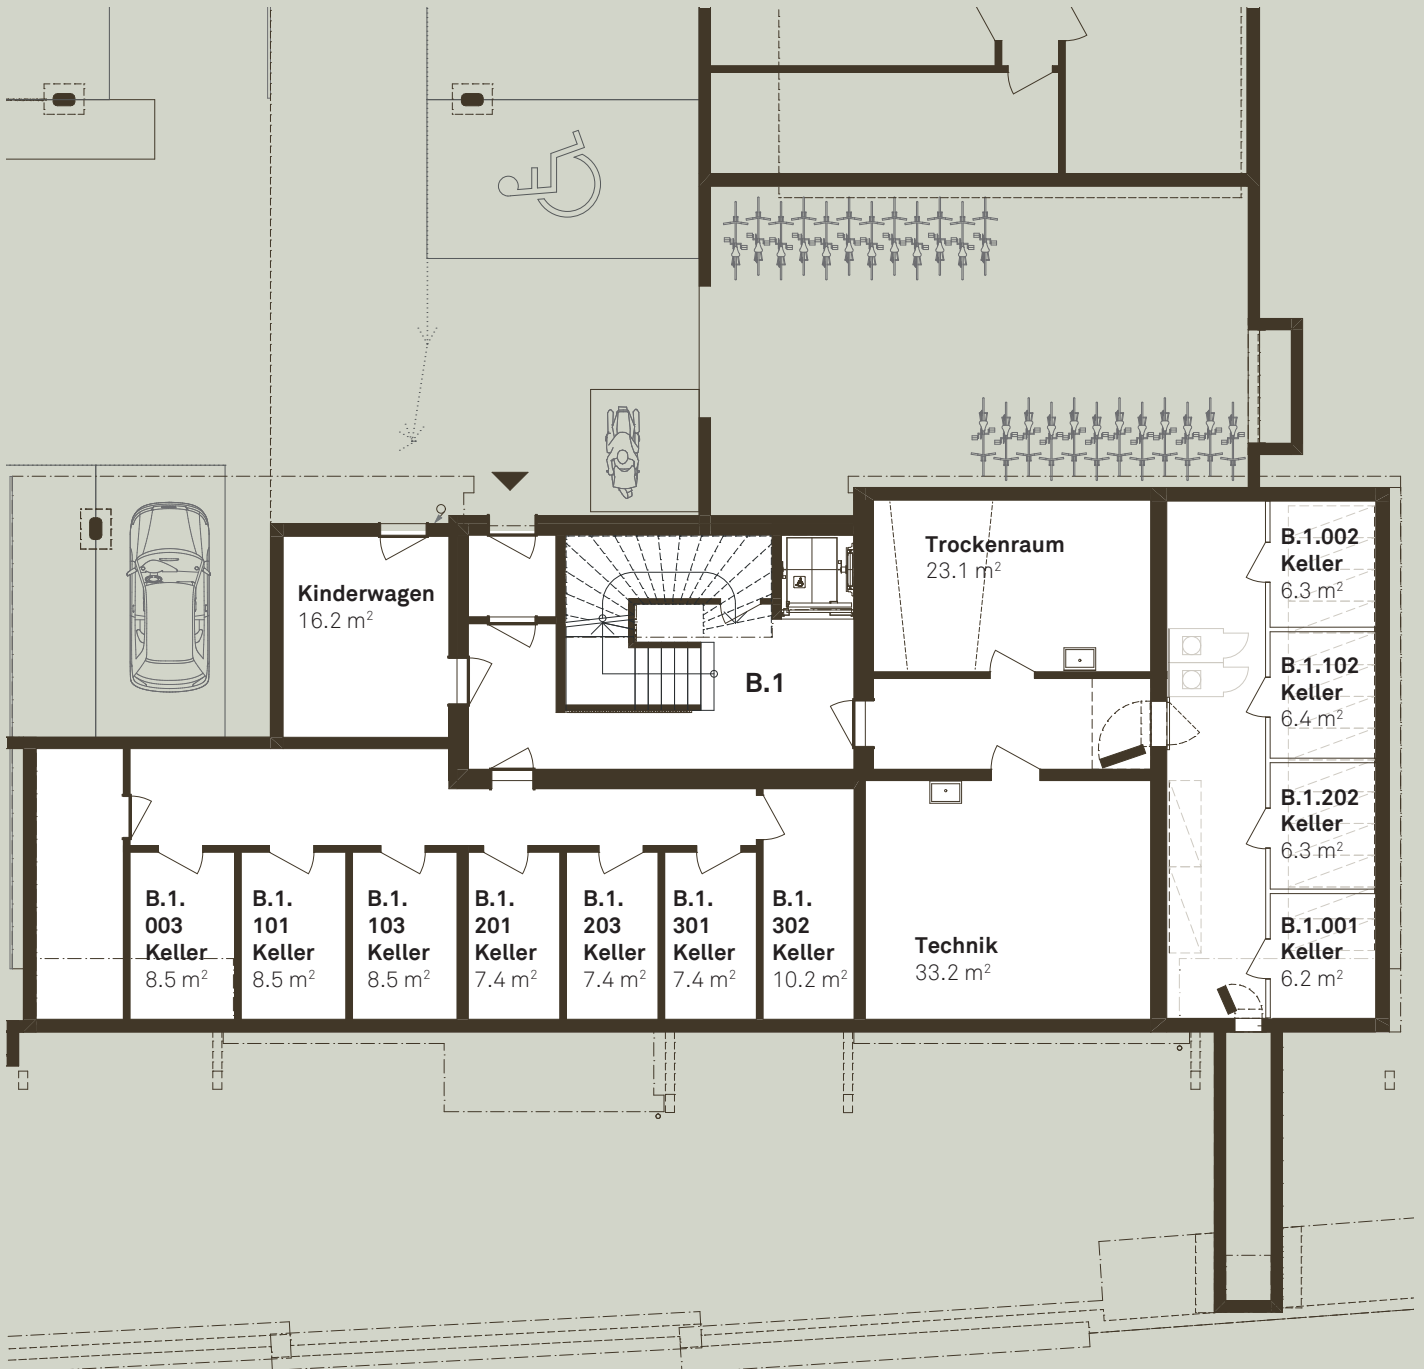 Trockenraum
23.1 m²
B.1.002
Keller
6.3 m²
Kinderwagen
16.2 m²
B.1
B.1.102
Keller
6.4 m²
B.1.202
Keller
6.3 m²
B.1.
003
Keller
8.5 m²
B.1.
101
Keller
8.5 m²
B.1.
103
Keller
8.5 m²
B.1.
201
Keller
7.4 m²
B.1.
203
Keller
7.4 m²
B.1.
301
Keller
7.4 m²
B.1.
302
Keller
10.2 m²
Technik
33.2 m²
B.1.001
Keller
6.2 m²